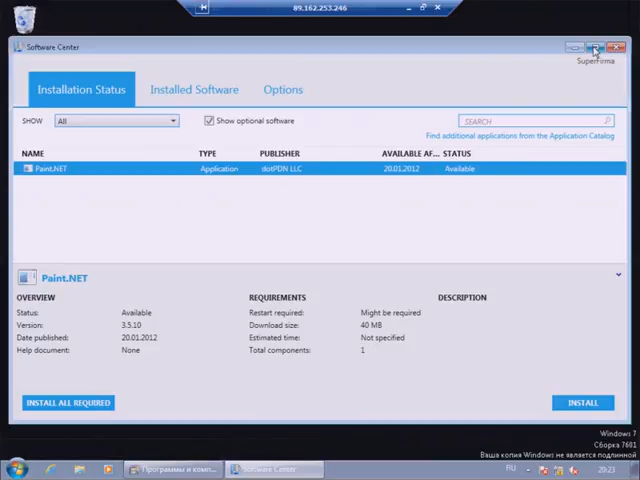 89.162.253.246
Software Center
SuperFirma
Installation Status Installed Software Options
SHOW All Show optional software SEARCH
Find additional applications from the Application Catalog
NAME TYPE PUBLISHER AVAILABLE AF... STATUS
Paint.NET Application dotPDN LLC 20.01.2012 Available
Paint.NET
OVERVIEW REQUIREMENTS DESCRIPTION
Status: Available Restart required: Might be required
Version: 3.5.10 Download size: 40 MB
Date published: 20.01.2012 Estimated time: Not specified
Help document: None Total components: 1
INSTALL ALL REQUIRED INSTALL
Windows 7
Сборка 7601
Ваша копия Windows не является подлинной
Программы и комп... Software Center RU 20:23